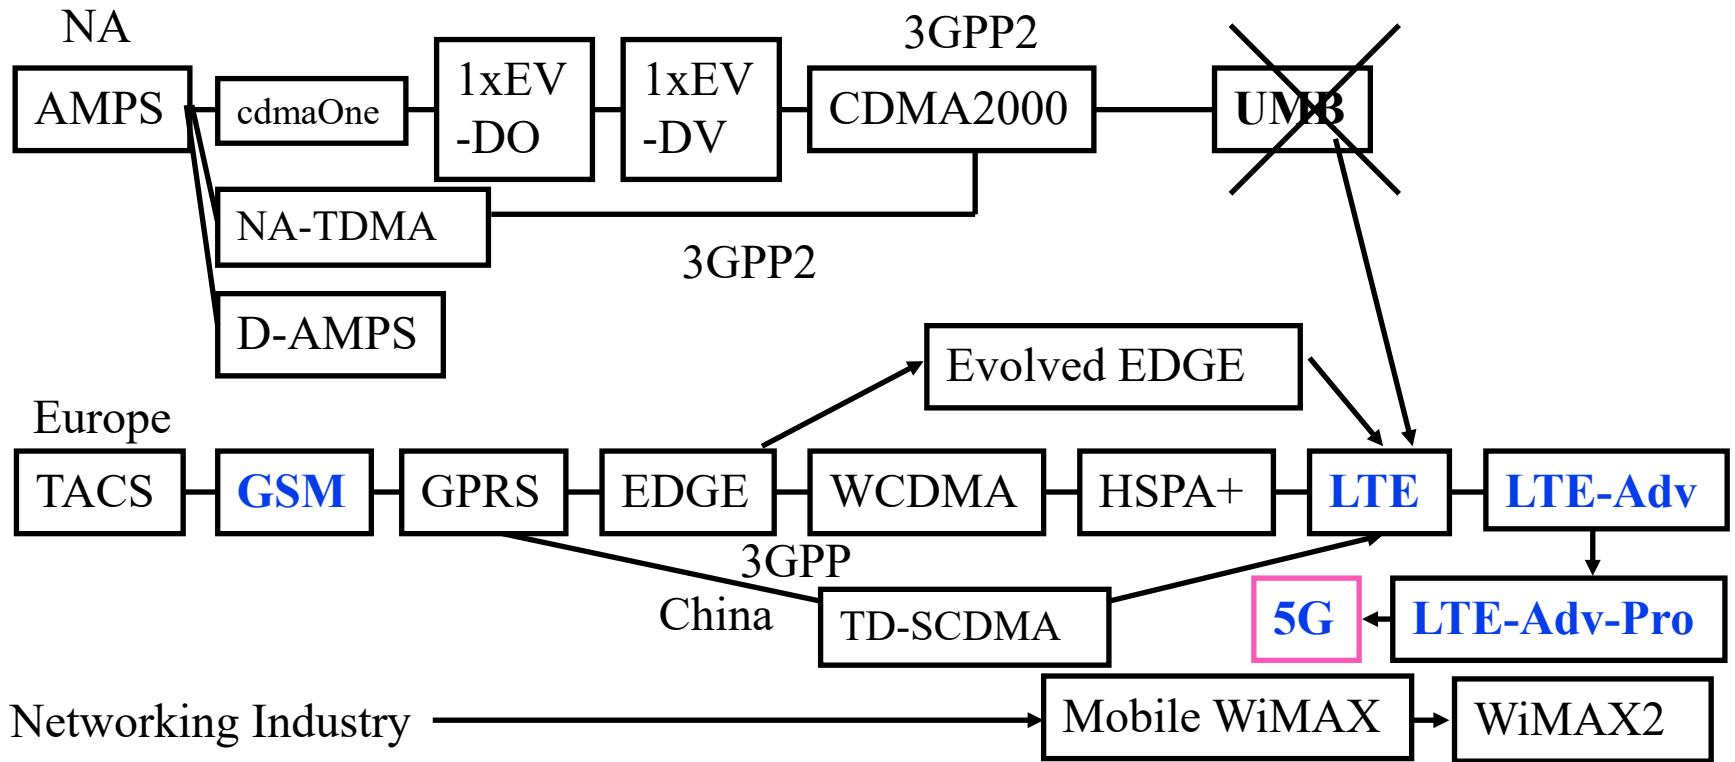 NA
3GPP2
AMPS
cdmaOne
1xEV
-DO
1xEV
-DV
CDMA2000
UMB
NA-TDMA
3GPP2
D-AMPS
Evolved EDGE
Europe
TACS
GSM
GPRS
EDGE
WCDMA
HSPA+
LTE
LTE-Adv
3GPP
China
TD-SCDMA
5G
LTE-Adv-Pro
Networking Industry
Mobile WiMAX
WiMAX2